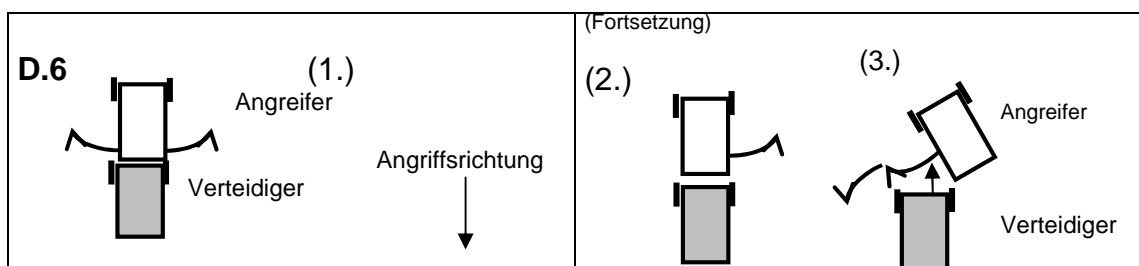 D.6
(1.)
Angreifer
Angriffsrichtung
Verteidiger
(Fortsetzung)
(2.)
(3.)
Angreifer
Verteidiger